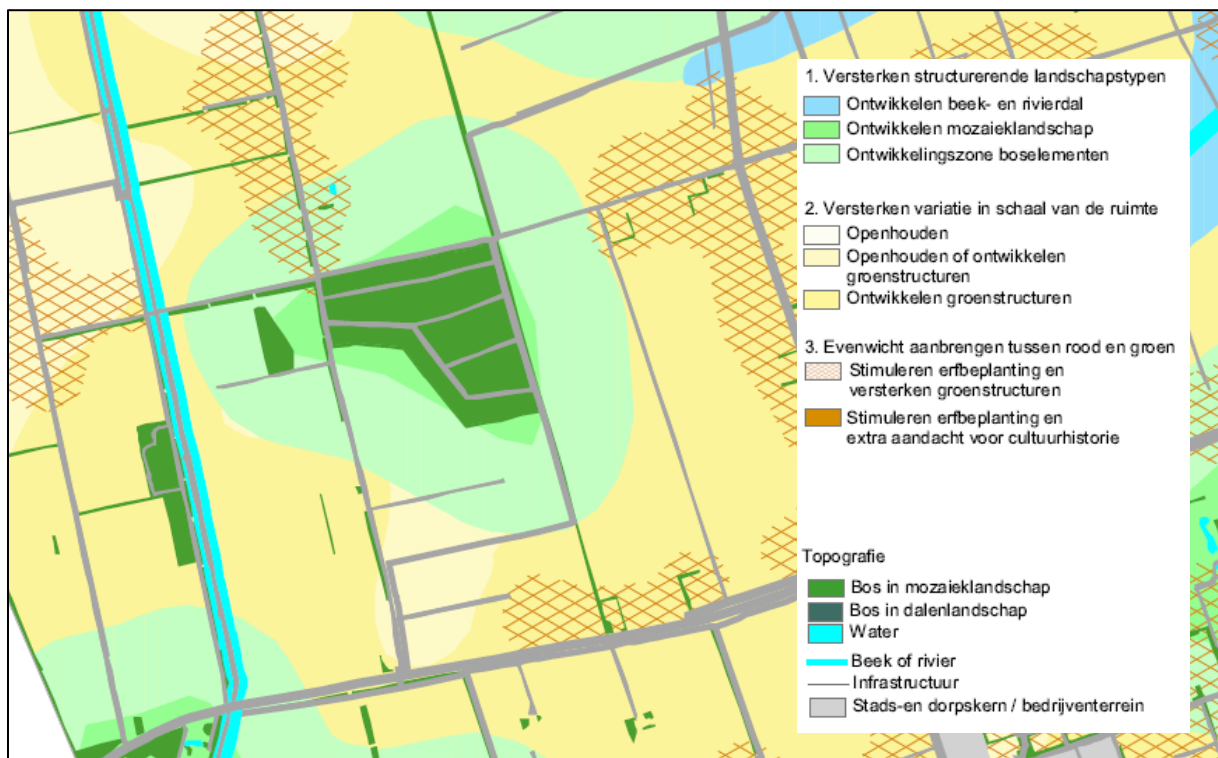 1. Versterken structurerende landschapstypen
Ontwikkelen beek- en rivierdal
Ontwikkelen mozaieklandschap
Ontwikkelingszone boselementen
2. Versterken variatie in schaal van de ruimte
Openhouden
Openhouden of ontwikkelen
groenstructuren
Ontwikkelen groenstructuren
3. Evenwicht aanbrengen tussen rood en groen
Stimuleren erfbeplanting en
versterken groenstructuren
Stimuleren erfbeplanting en
extra aandacht voor cultuurhistorie
Topografie
Bos in mozaieklandschap
Bos in dalenlandschap
Water
Beek of rivier
Infrastructuur
Stads-en dorpskern / bedrijventerrein